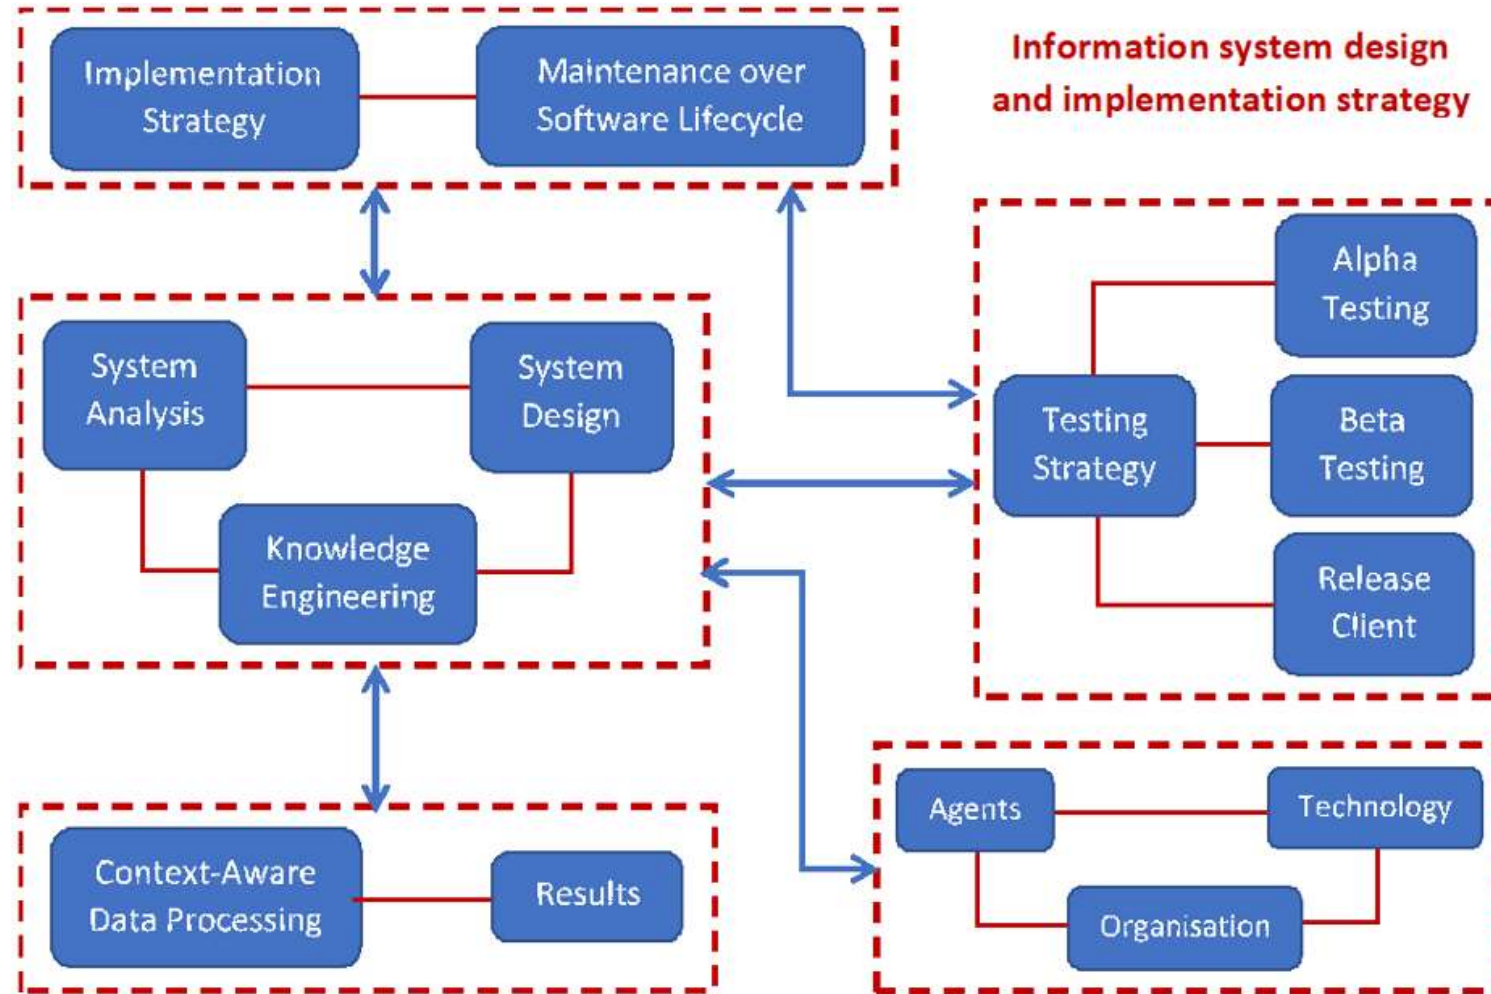 Information system design
and implementation strategy
Implementation
Strategy
Maintenance over
Software Lifecycle
System
Analysis
System
Design
Knowledge
Engineering
Alpha
Testing
Testing
Strategy
Beta
Testing
Release
Client
Context-Aware
Data Processing
Results
Agents
Technology
Organisation